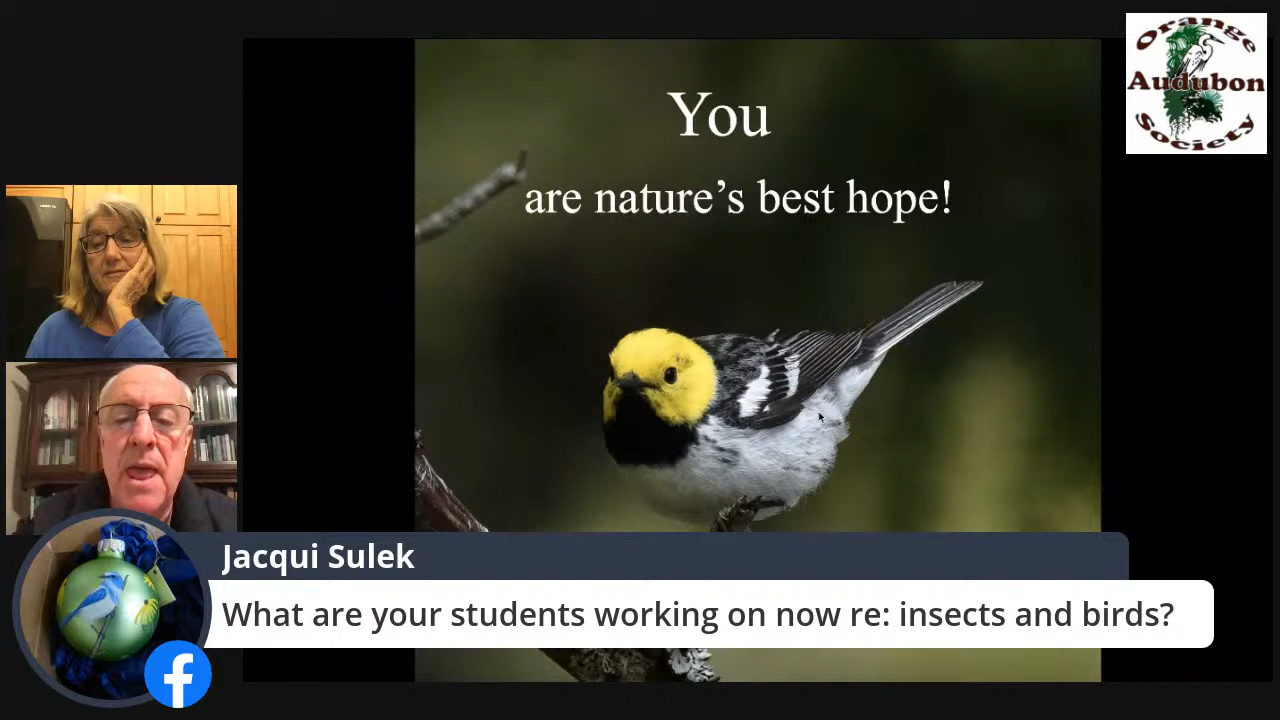 Orange
Audubon
Society
You
are nature’s best hope!
Jacqui Sulek
What are your students working on now re: insects and birds?